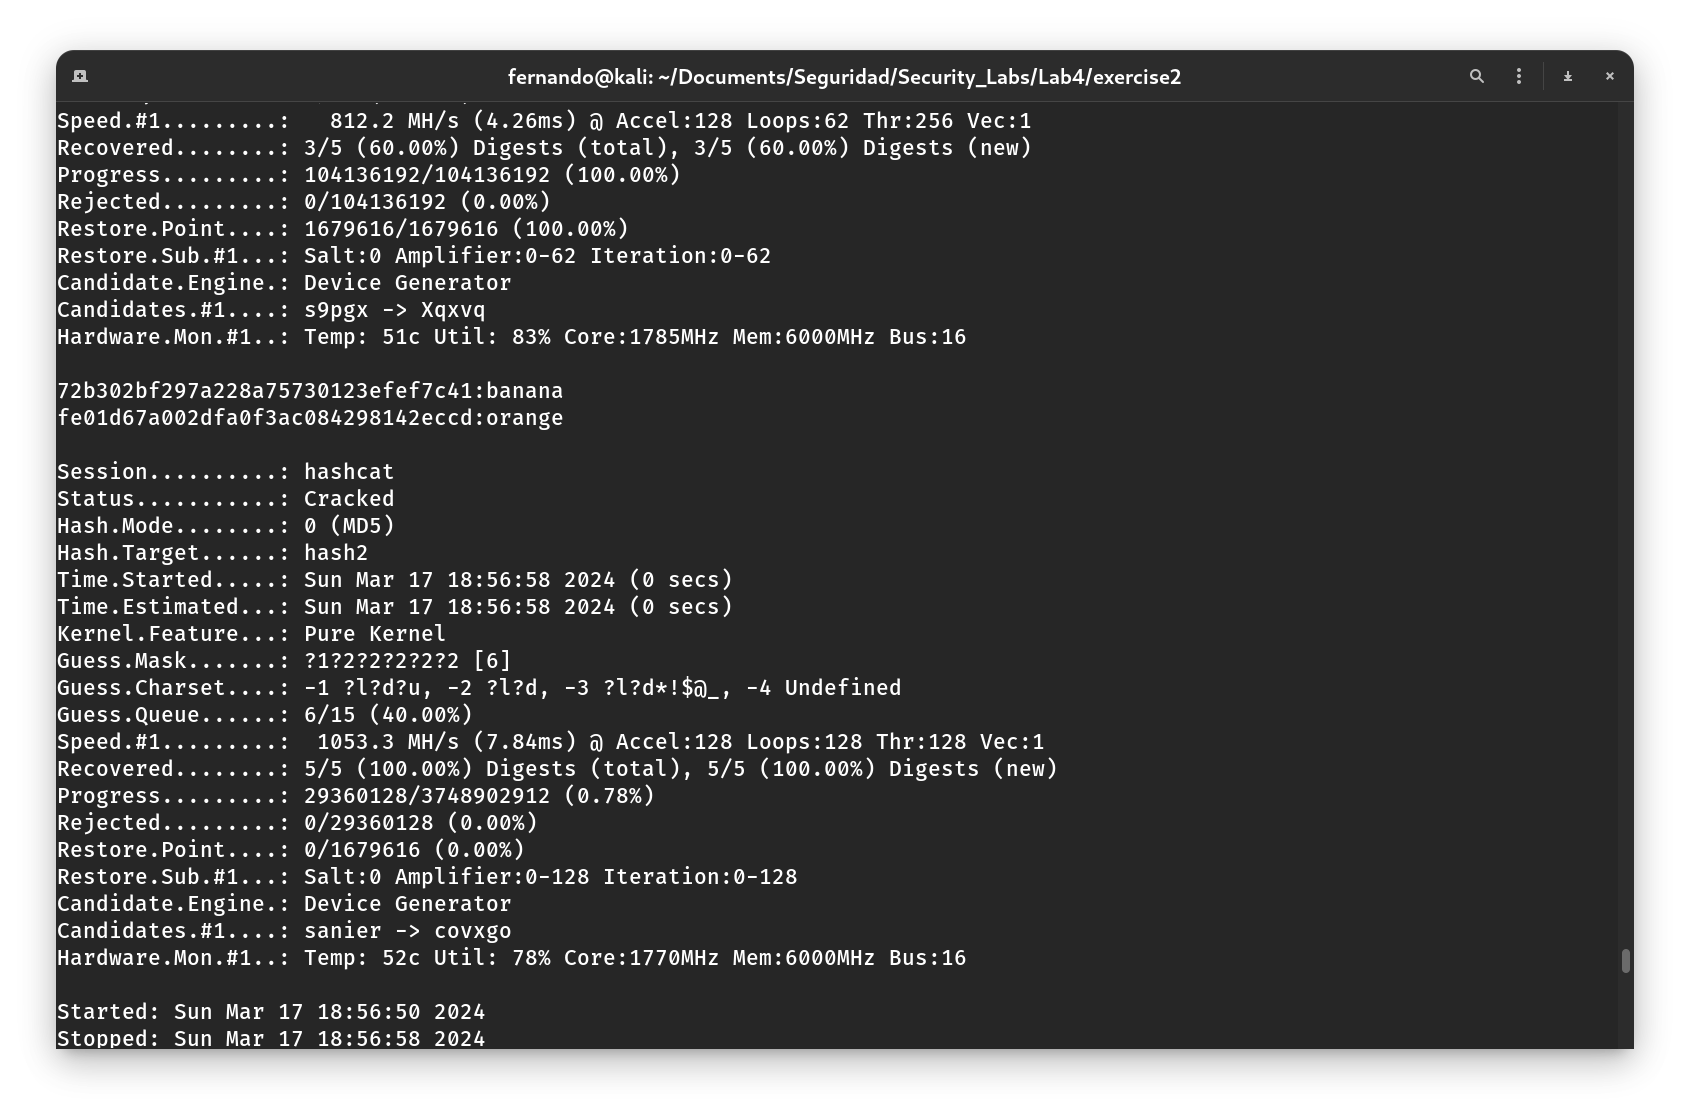 fernando@kali: ~/Documents/Seguridad/Security_Labs/Lab4/exercise2
Speed.#1.........:   812.2 MH/s (4.26ms) @ Accel:128 Loops:62 Thr:256 Vec:1
Recovered........: 3/5 (60.00%) Digests (total), 3/5 (60.00%) Digests (new)
Progress.........: 104136192/104136192 (100.00%)
Rejected.........: 0/104136192 (0.00%)
Restore.Point....: 1679616/1679616 (100.00%)
Restore.Sub.#1...: Salt:0 Amplifier:0-62 Iteration:0-62
Candidate.Engine.: Device Generator
Candidates.#1....: s9pgx -> Xqxvq
Hardware.Mon.#1..: Temp: 51c Util: 83% Core:1785MHz Mem:6000MHz Bus:16
72b302bf297a228a75730123efef7c41:banana
fe01d67a002dfa0f3ac084298142eccd:orange
Session..........: hashcat
Status...........: Cracked
Hash.Mode........: 0 (MD5)
Hash.Target......: hash2
Time.Started.....: Sun Mar 17 18:56:58 2024 (0 secs)
Time.Estimated...: Sun Mar 17 18:56:58 2024 (0 secs)
Kernel.Feature...: Pure Kernel
Guess.Mask.......: ?1?2?2?2?2?2 [6]
Guess.Charset....: -1 ?l?d?u, -2 ?l?d, -3 ?l?d*!$@_, -4 Undefined
Guess.Queue......: 6/15 (40.00%)
Speed.#1.........:  1053.3 MH/s (7.84ms) @ Accel:128 Loops:128 Thr:128 Vec:1
Recovered........: 5/5 (100.00%) Digests (total), 5/5 (100.00%) Digests (new)
Progress.........: 29360128/3748902912 (0.78%)
Rejected.........: 0/29360128 (0.00%)
Restore.Point....: 0/1679616 (0.00%)
Restore.Sub.#1...: Salt:0 Amplifier:0-128 Iteration:0-128
Candidate.Engine.: Device Generator
Candidates.#1....: sanier -> covxgo
Hardware.Mon.#1..: Temp: 52c Util: 78% Core:1770MHz Mem:6000MHz Bus:16
Started: Sun Mar 17 18:56:50 2024
Stopped: Sun Mar 17 18:56:58 2024